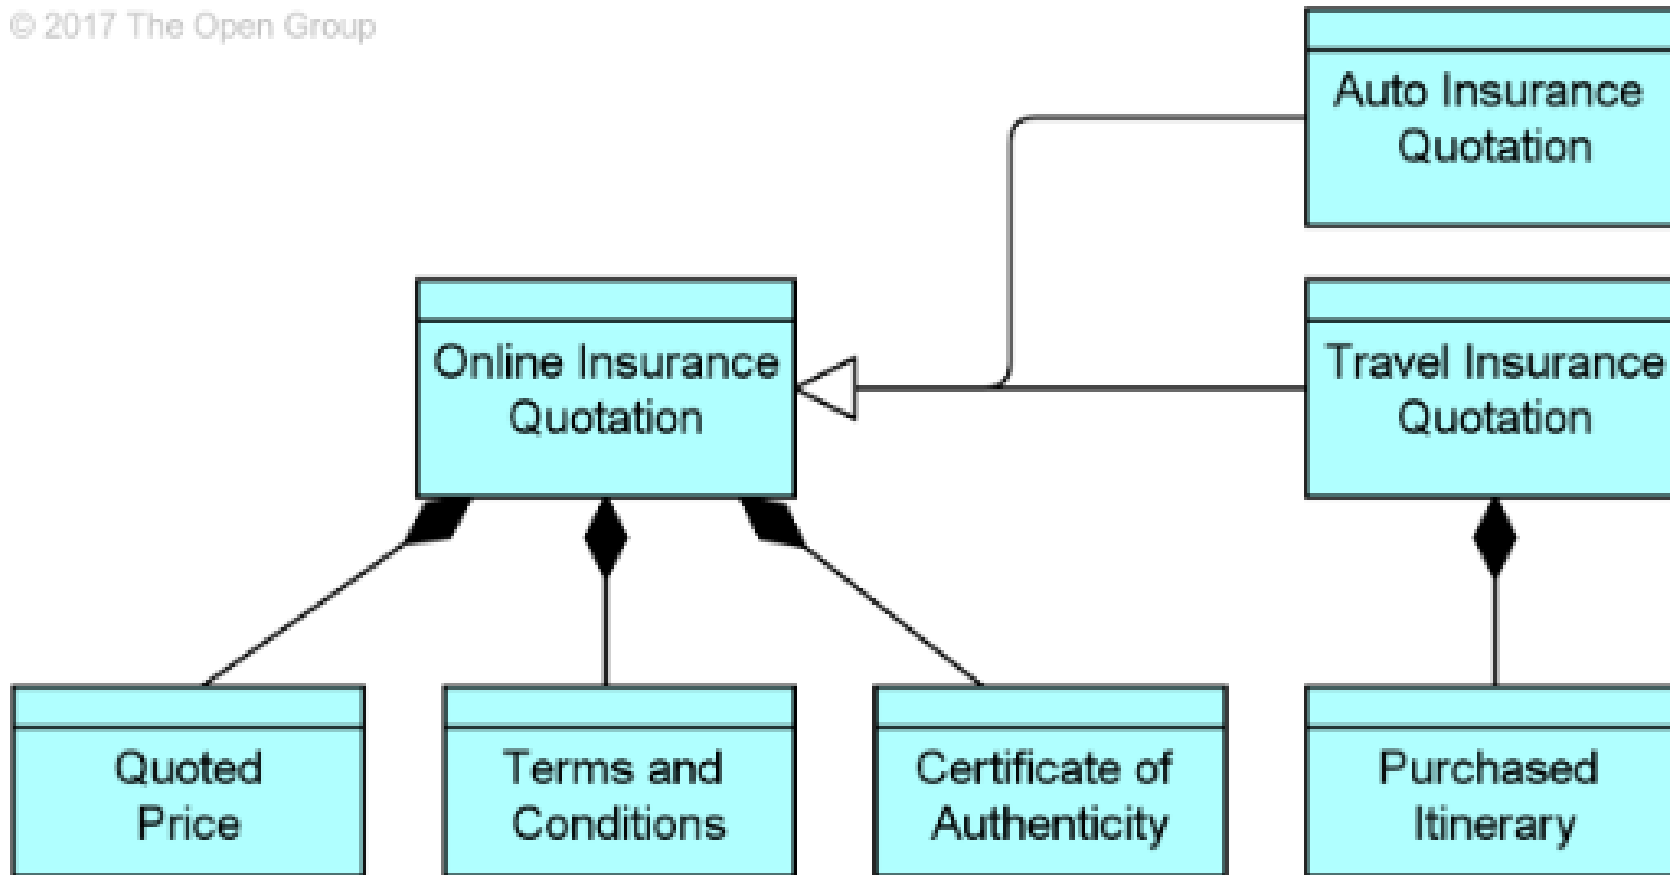 © 2017 The Open Group
Auto Insurance
Quotation
Online Insurance
Quotation
Travel Insurance
Quotation
Quoted
Price
Terms and
Conditions
Certificate of
Authenticity
Purchased
Itinerary